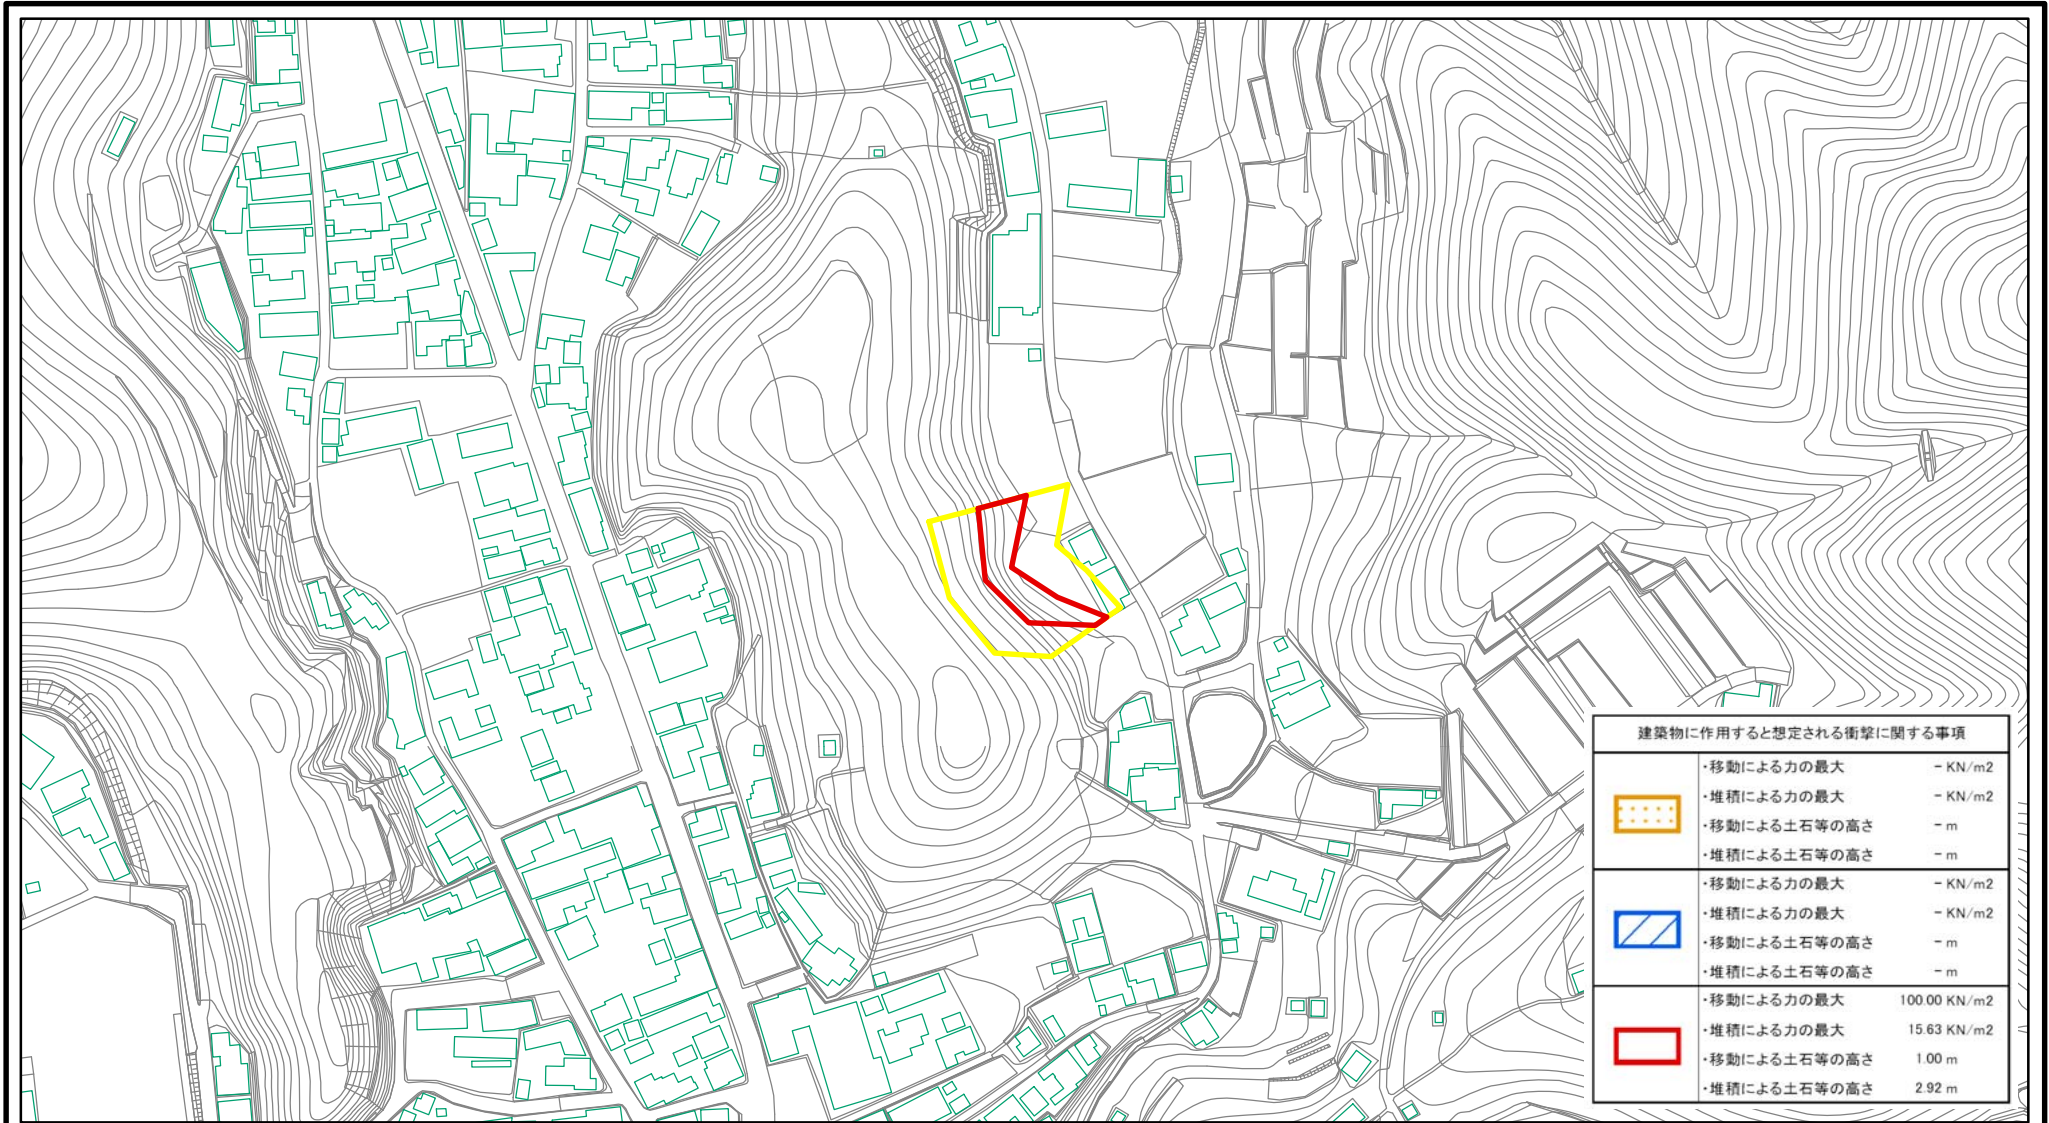 建築物に作用すると想定される衝撃に関する事項
・移動による力の最大 － KN/m2
・堆積による力の最大 － KN/m2
・移動による土石等の高さ － m
・堆積による土石等の高さ － m
・移動による力の最大 － KN/m2
・堆積による力の最大 － KN/m2
・移動による土石等の高さ － m
・堆積による土石等の高さ － m
・移動による力の最大 100.00 KN/m2
・堆積による力の最大 15.63 KN/m2
・移動による土石等の高さ 1.00 m
・堆積による土石等の高さ 2.92 m